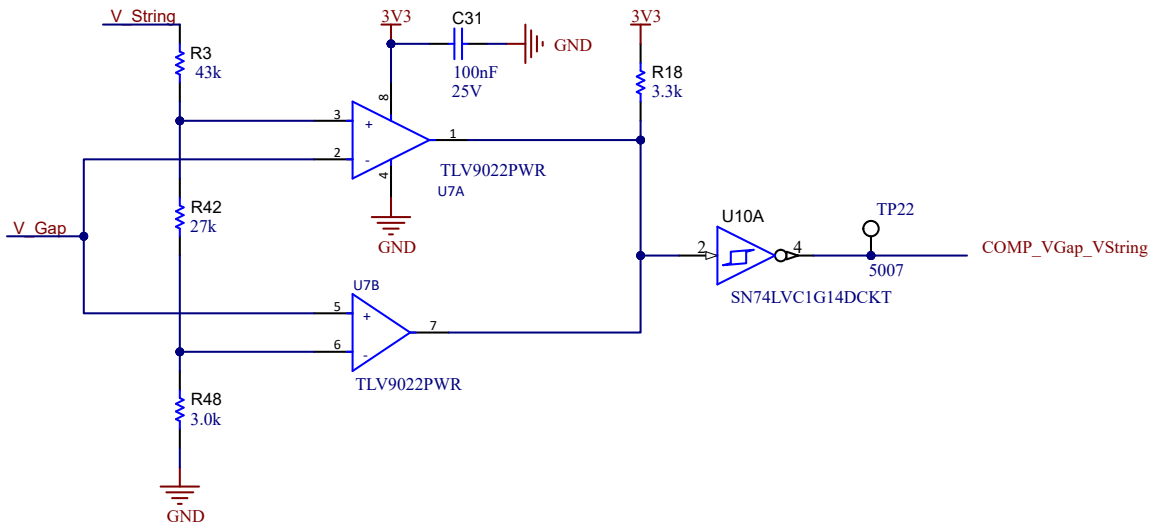 V_String
3V3
C31
GND
100nF
25V
3V3
R3
43k
R18
3.3k
8
3
+
2
-
1
4
TLV9022PWR
U7A
GND
R42
27k
V_Gap
U10A
2
4
TP22
5007
COMP_VGap_VString
SN74LVC1G14DCKT
U7B
5
+
6
-
7
TLV9022PWR
R48
3.0k
GND